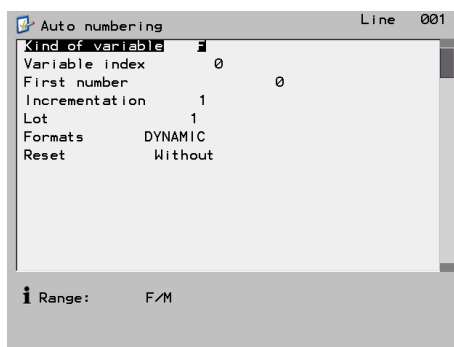 Auto numbering Line 001
Kind of variable F
Variable index 0
First number 0
Incrementation 1
Lot 1
Formats DYNAMIC
Reset Without
i Range: F/M